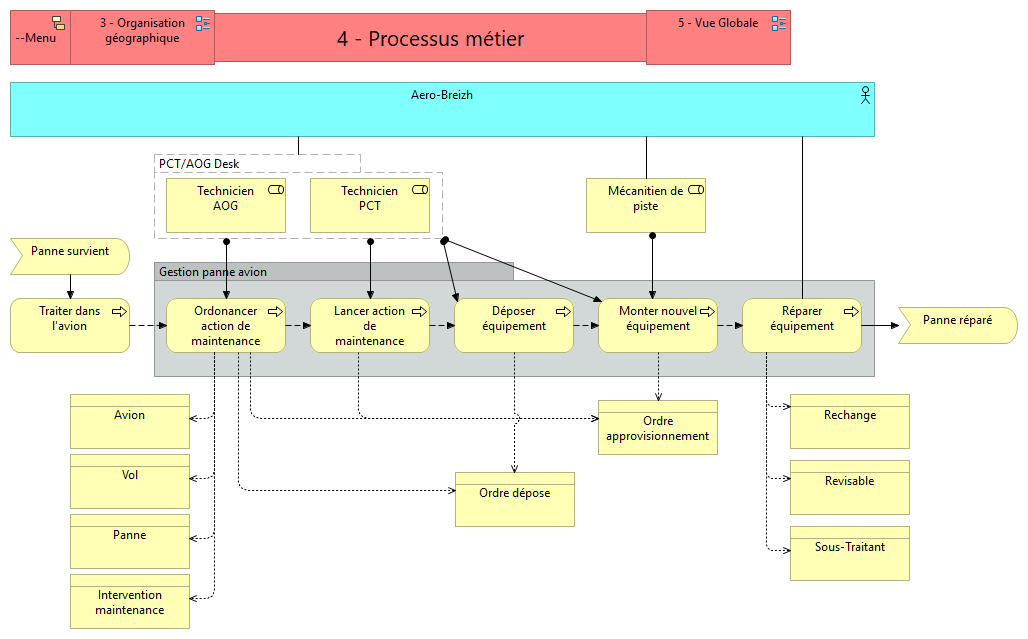 --Menu
3 - Organisation
géographique
4 - Processus métier
5 - Vue Globale
Aero-Breizh
PCT/AOG Desk
Technicien
AOG
Technicien
PCT
Mécanitien de
piste
Panne survient
Gestion panne avion
Traiter dans
l'avion
Ordonancer
action de
maintenance
Lancer action
de
maintenance
Déposer
équipement
Monter nouvel
équipement
Réparer
équipement
Panne réparé
Avion
Vol
Panne
Intervention
maintenance
Ordre
approvisionnement
Ordre dépose
Rechange
Revisable
Sous-Traitant